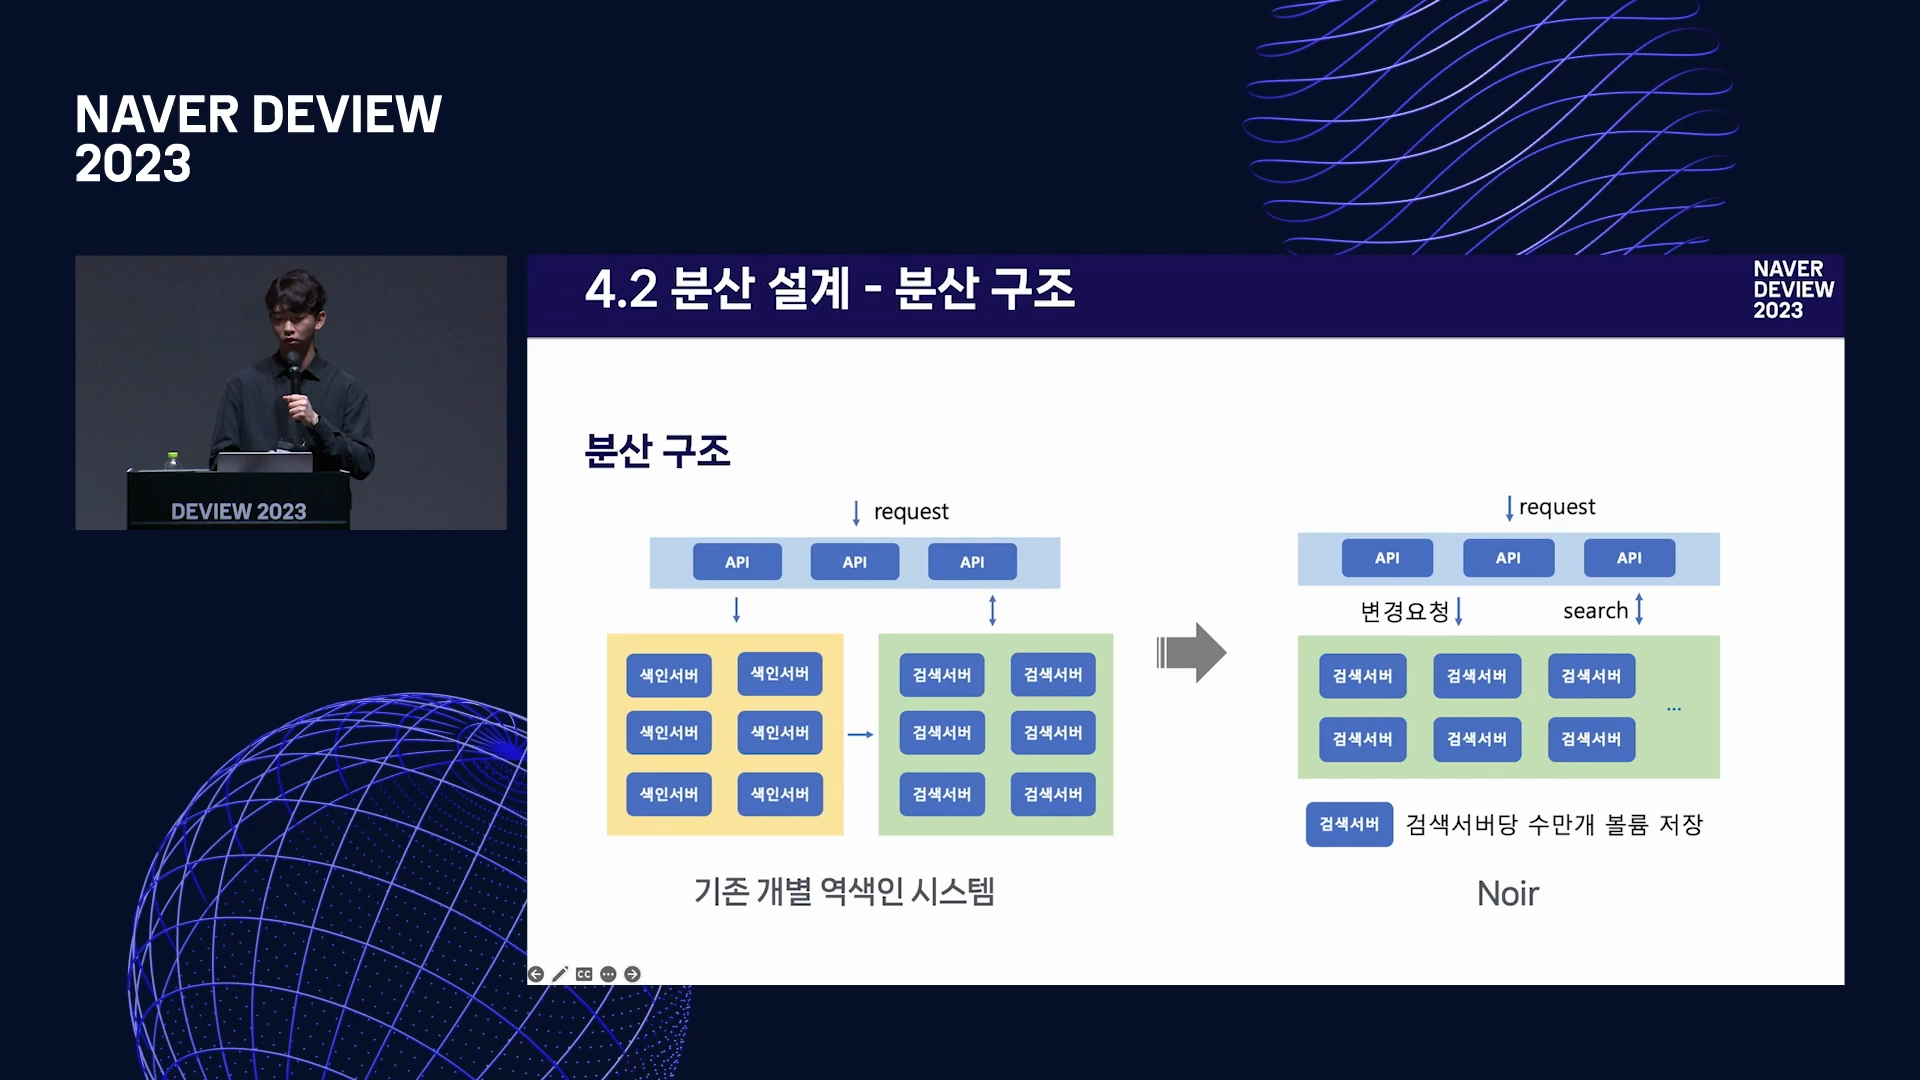 NAVER DEVIEW
2023
DEVIEW 2023
4.2 분산 설계 - 분산 구조
NAVER
DEVIEW
2023
분산 구조
request
API API API
색인서버 색인서버 검색서버 검색서버
색인서버 색인서버 검색서버 검색서버
색인서버 색인서버 검색서버 검색서버
기존 개별 역색인 시스템
request
API API API
변경요청 search
검색서버 검색서버 검색서버
...
검색서버 검색서버 검색서버
검색서버 검색서버당 수만개 볼륨 저장
Noir
CC